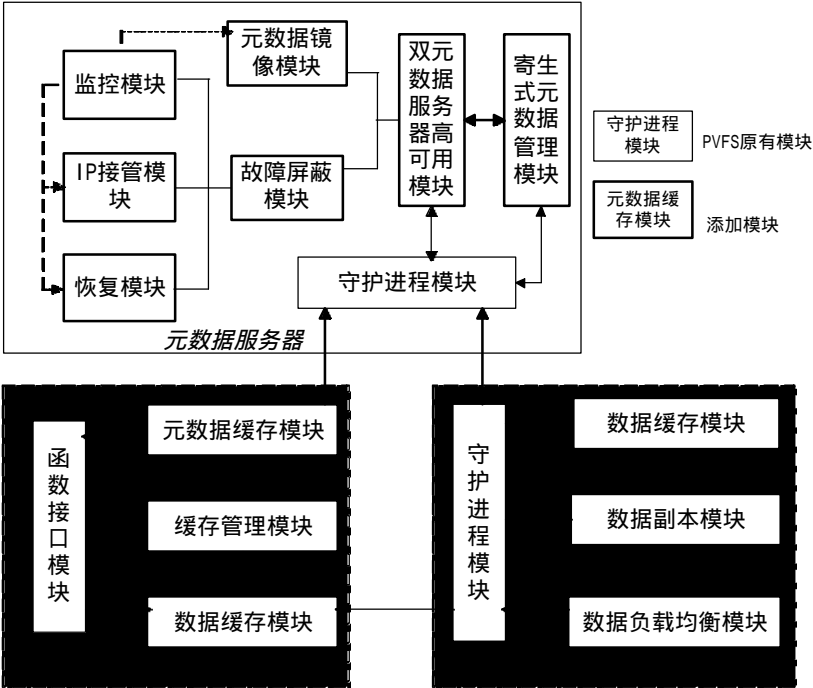 元数据镜
像模块
监控模块
双元
数据
服务
器高
可用
模块
寄生
式元
数据
管理
模块
守护进程
模块
PVFS原有模块
IP接管模
块
故障屏蔽
模块
元数据缓
存模块
添加模块
恢复模块
守护进程模块
元数据服务器
函
数
接
口
模
块
元数据缓存模块
缓存管理模块
数据缓存模块
守
护
进
程
模
块
数据缓存模块
数据副本模块
数据负载均衡模块